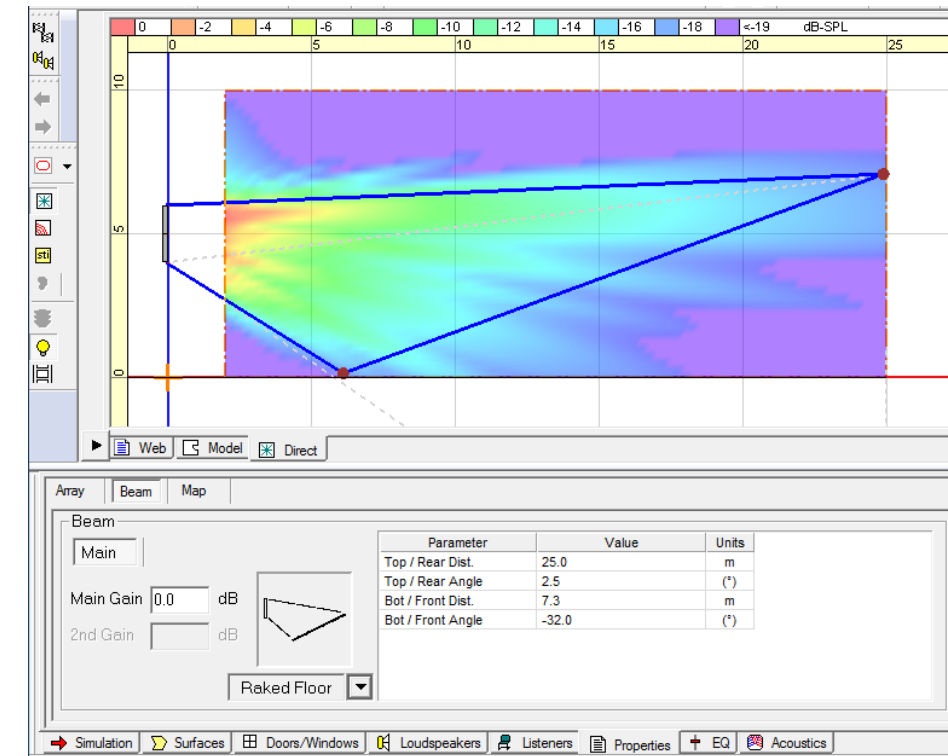 0 -2 -4 -6 -8 -10 -12 -14 -16 -18 <-19 dB-SPL
0 5 10 15 20 25
10
5
0
sti
Web Model Direct
Array Beam Map
Beam
Main
Main Gain 0.0 dB
2nd Gain dB
Raked Floor
Parameter Value Units
Top / Rear Dist. 25.0 m
Top / Rear Angle 2.5 (°)
Bot / Front Dist. 7.3 m
Bot / Front Angle -32.0 (°)
Simulation Surfaces Doors/Windows Loudspeakers Listeners Properties EQ Acoustics